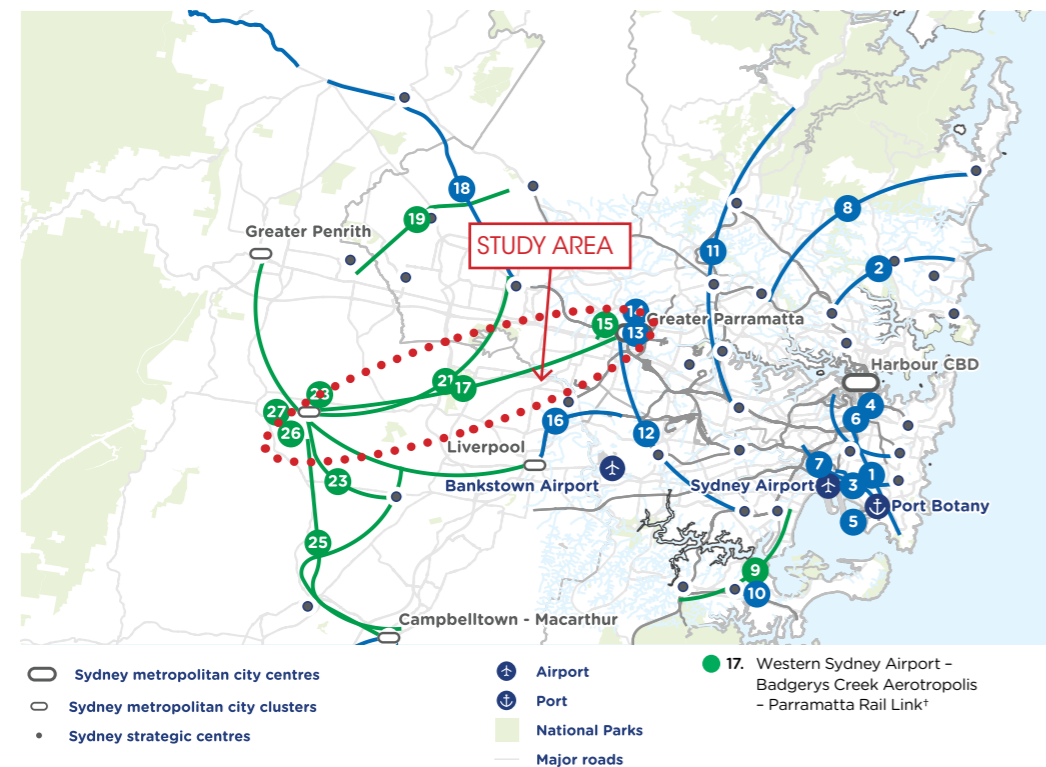 18
8
19
Greater Penrith
STUDY AREA
11
2
14
15
Greater Parramatta
13
Harbour CBD
21
17
23
27
4
6
26
16
12
Liverpool
7
1
23
Bankstown Airport
Sydney Airport
3
Port Botany
5
25
9
10
Campbelltown - Macarthur
Sydney metropolitan city centres
Sydney metropolitan city clusters
Sydney strategic centres
Airport
Port
National Parks
Major roads
17. Western Sydney Airport –
Badgerys Creek Aerotropolis
– Parramatta Rail Link†